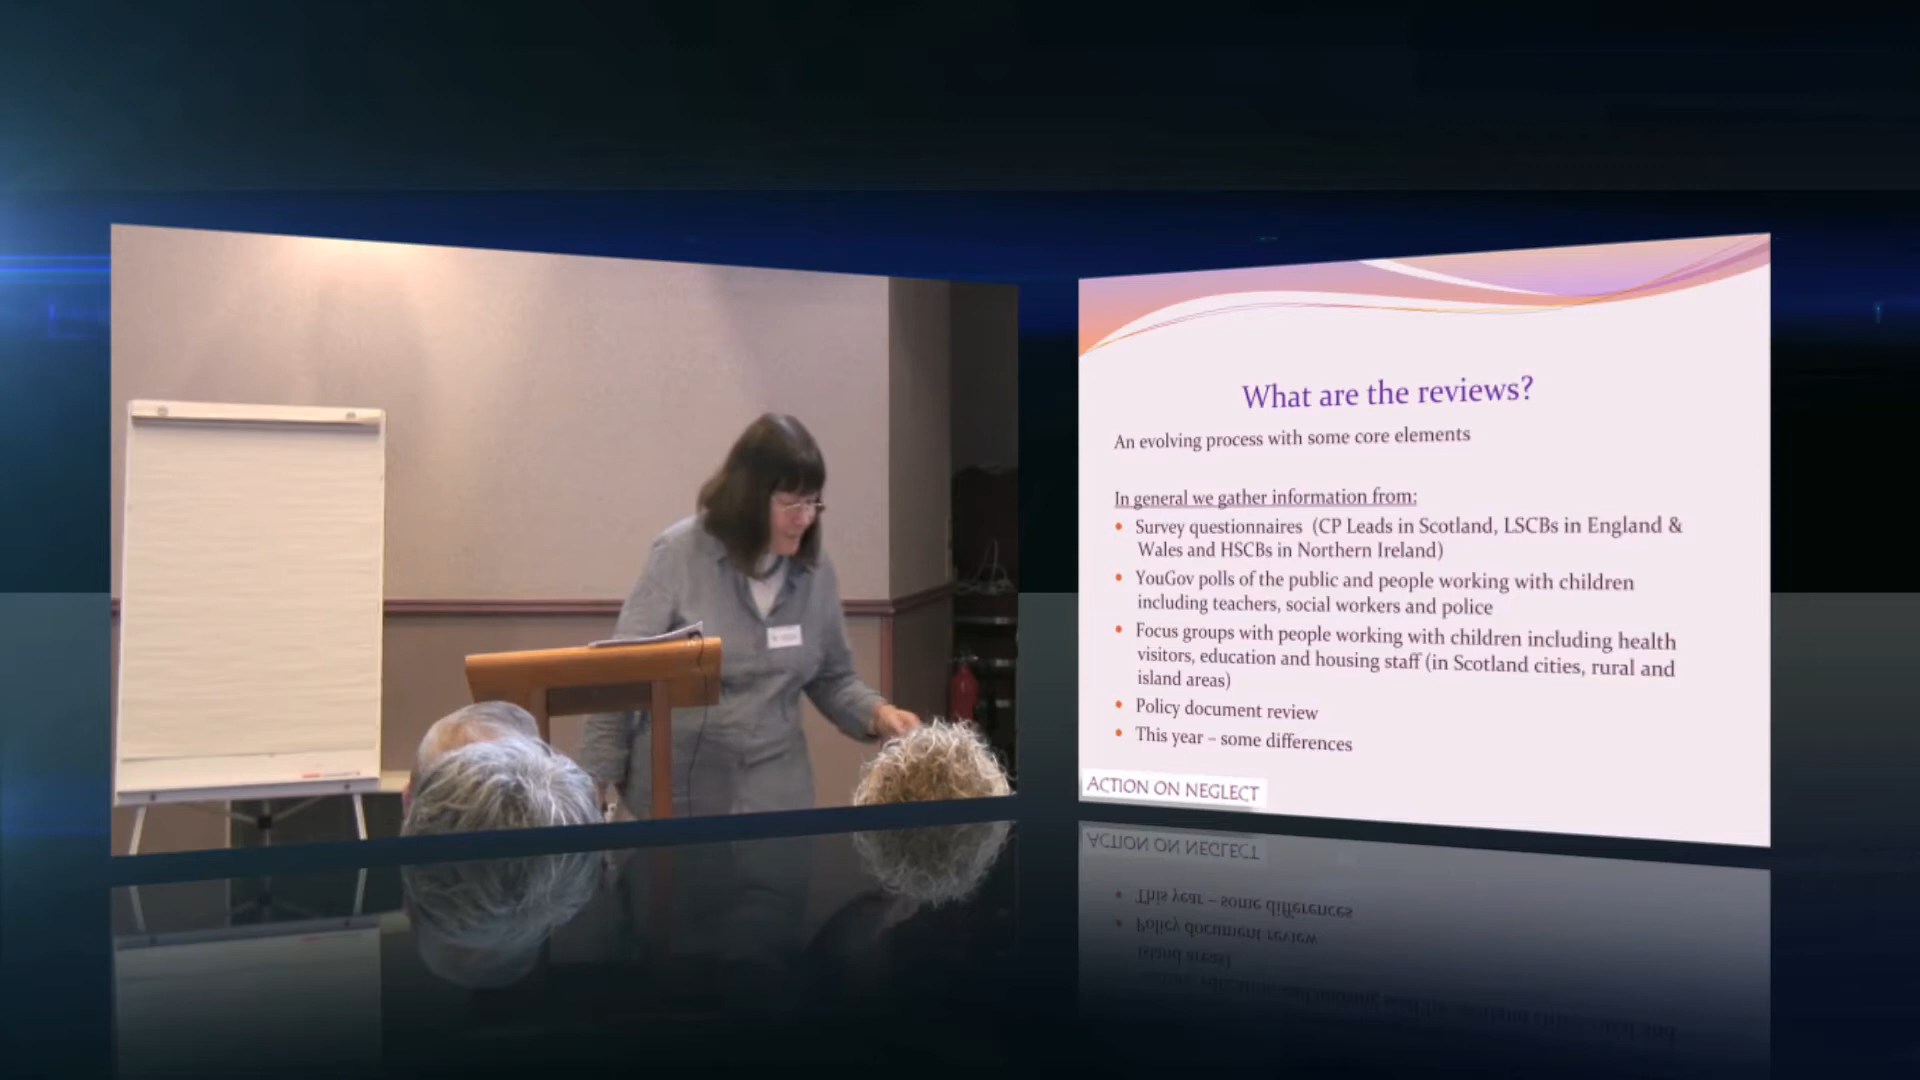 What are the reviews?
An evolving process with some core elements
In general we gather information from:
• Survey questionnaires (CP Leads in Scotland, LSCBs in England &
Wales and HSCBs in Northern Ireland)
• YouGov polls of the public and people working with children
including teachers, social workers and police
• Focus groups with people working with children including health
visitors, education and housing staff (in Scotland cities, rural and
island areas)
• Policy document review
• This year – some differences
ACTION ON NEGLECT